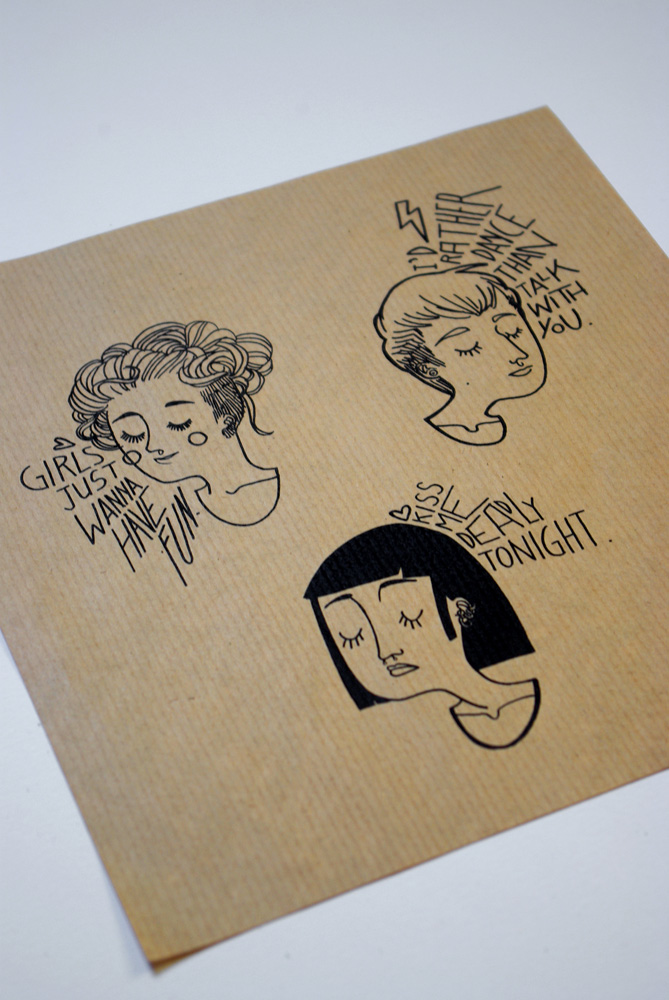 I'D
RATHER
DANCE
THAN
TALK
WITH
YOU.
GIRLS
JUST
WANNA
HAVE
FUN.
KISS
ME
DEADLY
TONIGHT.